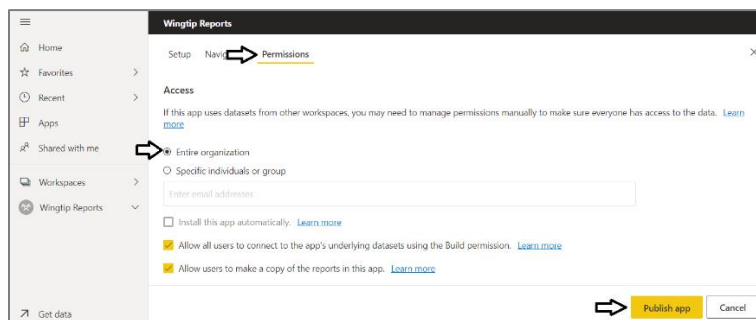 Wingtip Reports
Home
Favorites
Recent
Apps
Shared with me
Workspaces
Wingtip Reports
Get data
Setup Navig Permissions
Access
If this app uses datasets from other workspaces, you may need to manage permissions manually to make sure everyone has access to the data. Learn
more
Entire organization
Specific individuals or group
Enter email addresses
Install this app automatically. Learn more
Allow all users to connect to the app's underlying datasets using the Build permission. Learn more
Allow users to make a copy of the reports in this app. Learn more
Publish app Cancel